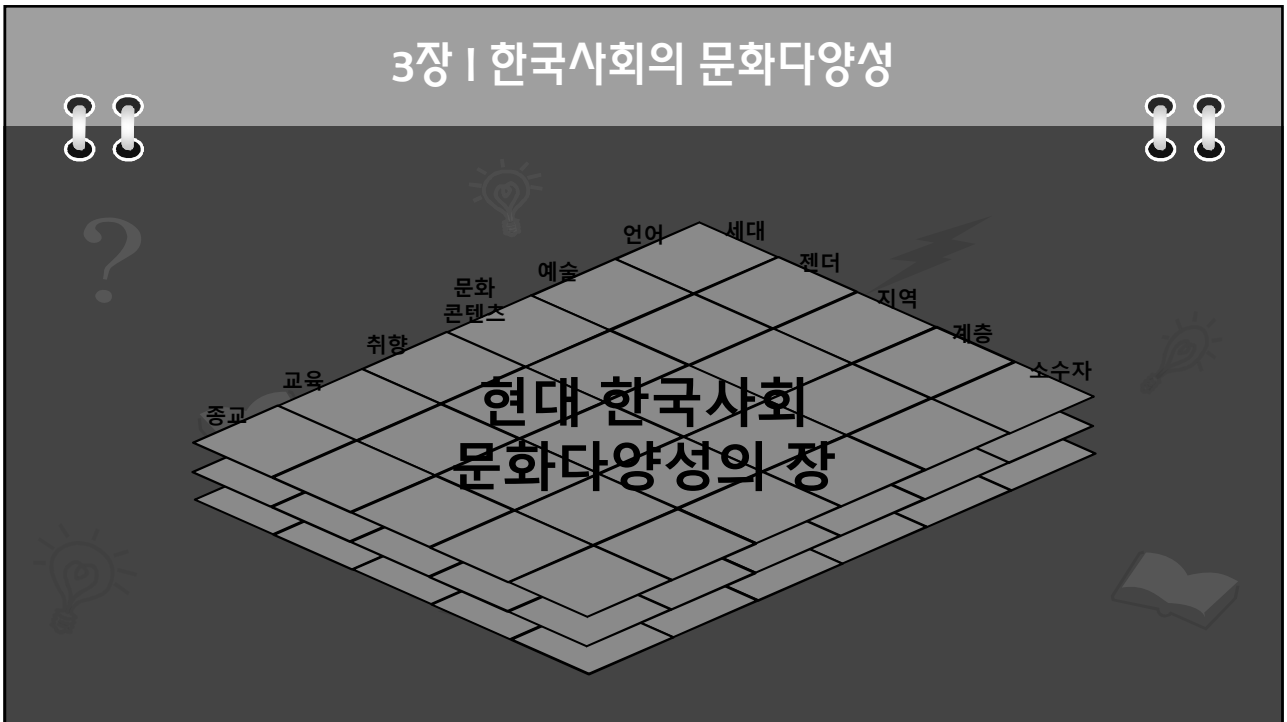 3장 I 한국사회의 문화다양성
언어
세대
예술
젠더
문화
콘텐츠
지역
취향
계층
교육
소수자
종교
현대 한국사회
문화다양성의 장